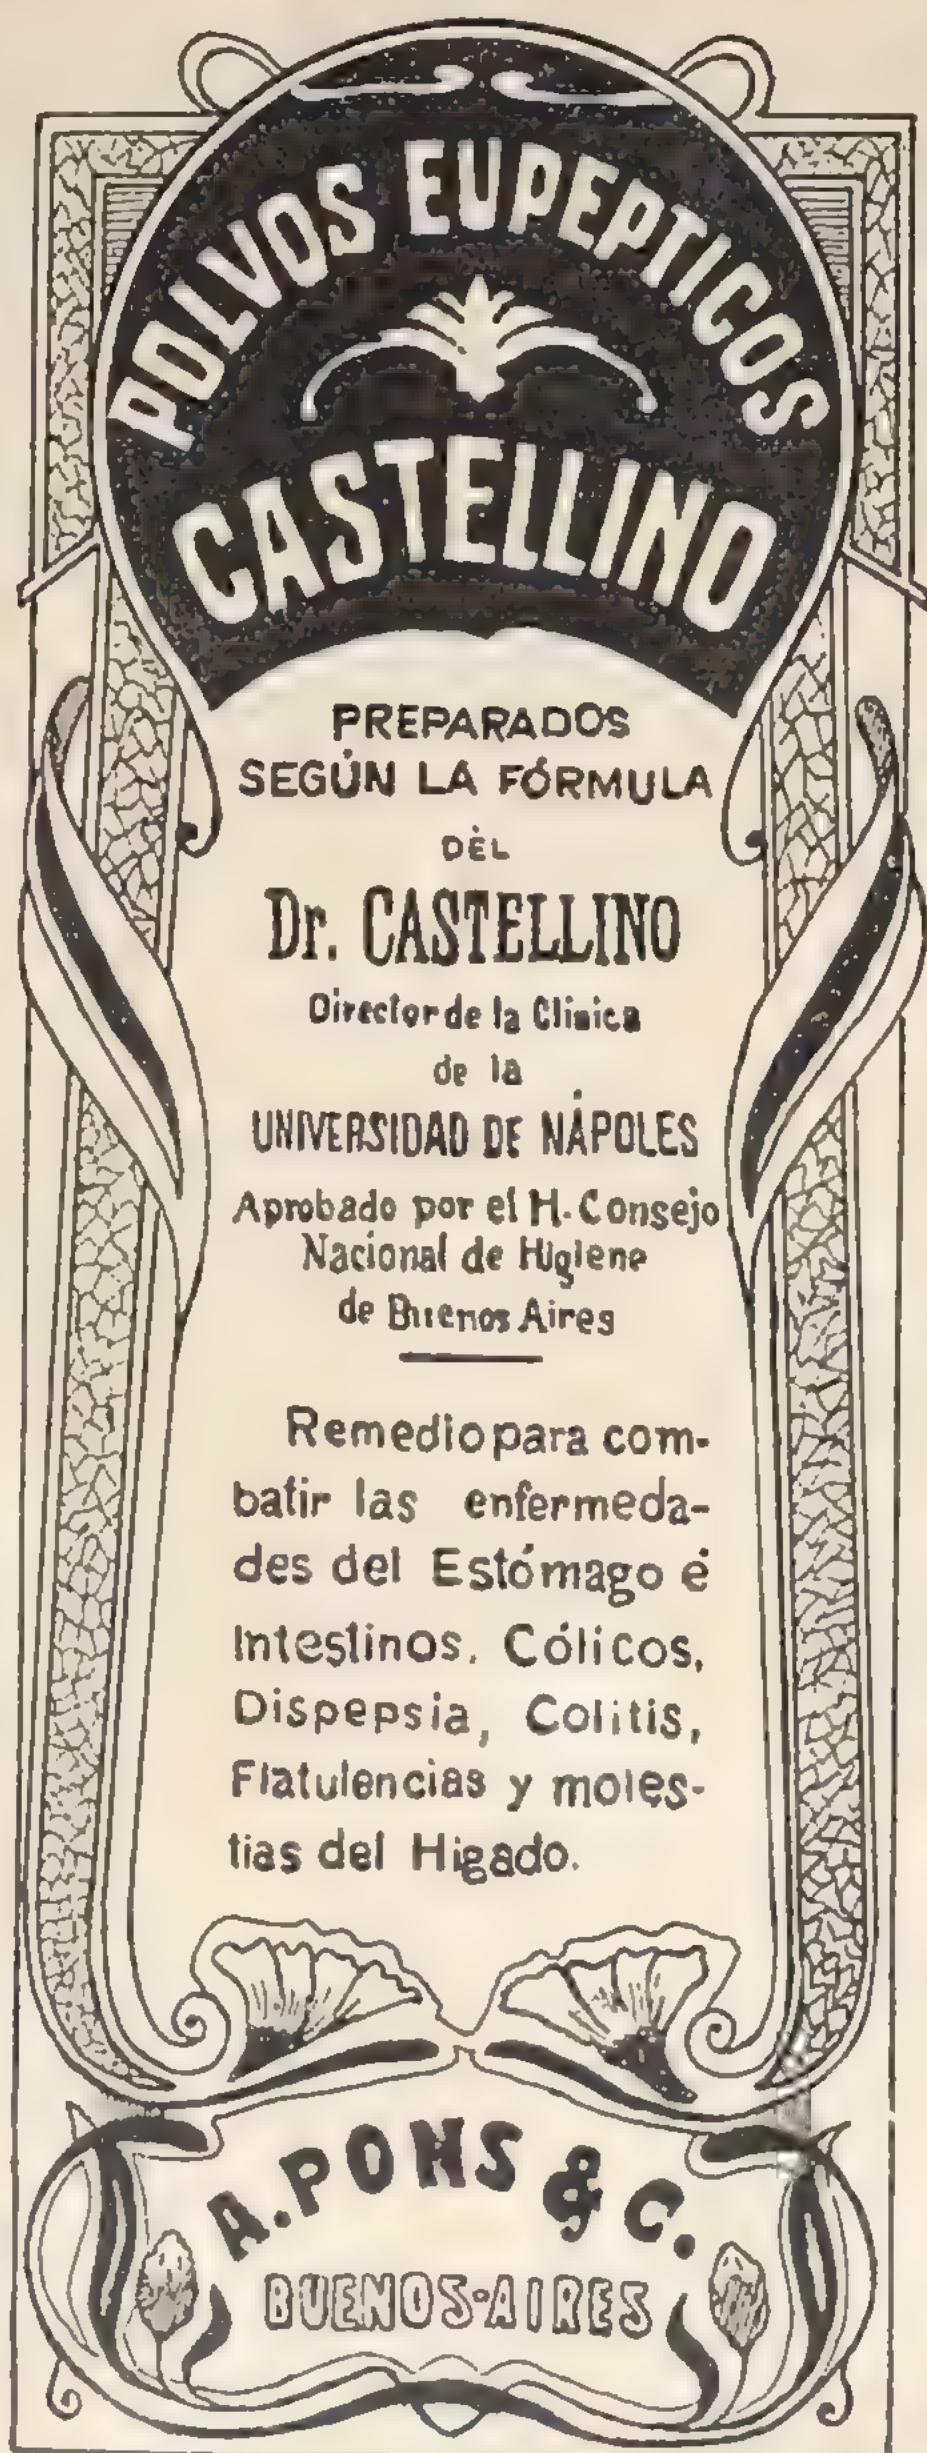 POLVOS EUPEPTICOS
CASTELLINO
PREPARADOS
SEGÚN LA FÓRMULA
DEL
Dr. CASTELLINO
Director de la Clinica
de la
UNIVERSIDAD DE NÁPOLES
Aprobado por el H. Consejo
Nacional de Higiene
de Buenos Aires
Remedio para com-
batir las enfermeda-
des del Estómago é
Intestinos, Cólicos,
Dispepsia, Colitis,
Flatulencias y moles-
tias del Higado.
A. PONS & C.
BUENOS-AIRES